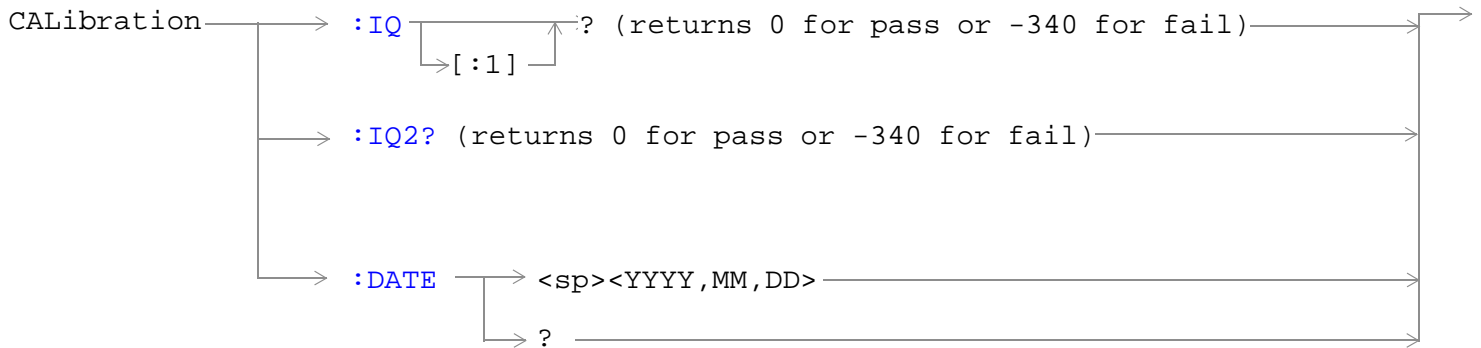 CALibration :IQ ? (returns 0 for pass or -340 for fail)
[:1]
:IQ2? (returns 0 for pass or -340 for fail)
:DATE <sp><YYYY,MM,DD>
?